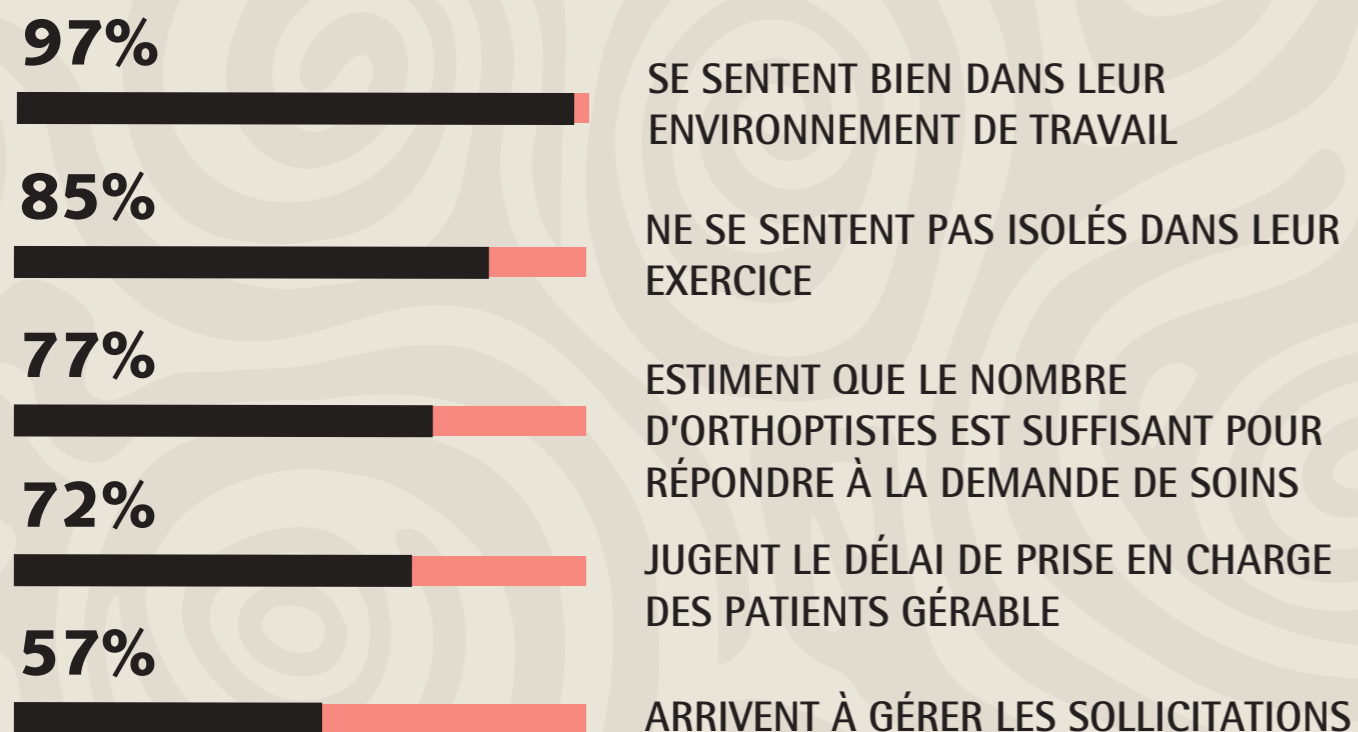 97%
SE SENTENT BIEN DANS LEUR
ENVIRONNEMENT DE TRAVAIL
85%
NE SE SENTENT PAS ISOLÉS DANS LEUR
EXERCICE
77%
ESTIMENT QUE LE NOMBRE
D'ORTHOPTISTES EST SUFFISANT POUR
RÉPONDRE À LA DEMANDE DE SOINS
72%
JUGENT LE DÉLAI DE PRISE EN CHARGE
DES PATIENTS GÉRABLE
57%
ARRIVENT À GÉRER LES SOLLICITATIONS